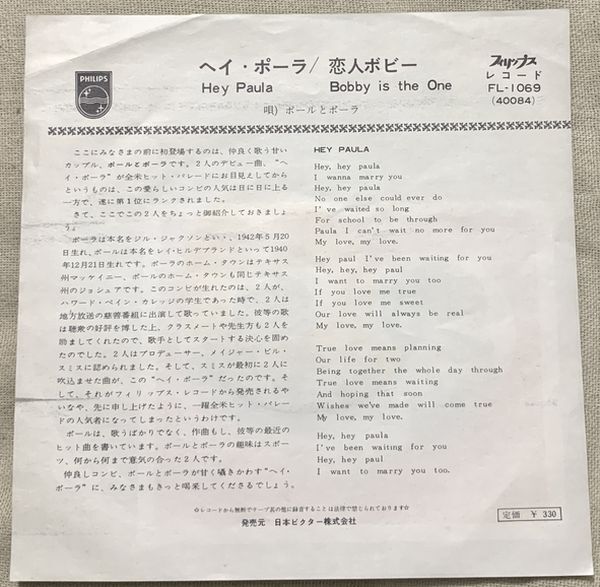 PHILIPS
ヘイ・ポーラ/恋人ボビー
Hey Paula Bobby is the One
唄) ポールとポーラ
フィリップス
レコード
FL-1069
(40084)
ここにみなさまの前に初登場するのは、仲良く歌う甘い
カップル、ポールとポーラです。2人のデビュー曲、“ヘ
イ・ポーラ”が全米ヒット・パレードにお目見えしてから
というものは、この愛らしいコンビの人気は日に日に上る
一方で、遂に第1位にランクされました。
さて、ここでこの2人をちょっと御紹介しておきましょ
う。
ポーラは本名をジル・ジャクソンとい、、1942年5月20
日生れ、ポールは本名をレイ・ヒルデブランドといって1940
年12月21日生れです。ポーラのホーム・タウンはテキサス
州マッケイニー、ポールのホーム・タウンも同じテキサス
州のジョシュアです。このコンビが生れたのは、2人が、
ハワード・ペイン・カレッジの学生であった時で、2人は
地方放送の慈善番組に出演して歌っていました。彼等の歌
は聴衆の好評を博した上、クラスメートや先生方も2人を
励ましてくれたので、歌手としてスタートする決心を固め
たのでした。2人はプロデューサー、メイジャー・ビル・
スミスに認められました。そして、スミスが最初に2人に
吹込ませた曲が、この“ヘイ・ポーラ”だったのです。そ
して、それがフィリップス・レコードから発売されるや
いなや、先に申し上げたように、一躍全米ヒット・パレー
ドの人気者になってしまったというわけです。
ポールは、歌うばかりでなく、作曲もし、彼等の最近の
ヒット曲を書いています。ポールとポーラの趣味はスポー
ツ、何から何まで意気の合った2人です。
仲良しコンビ、ポールとポーラが甘く囁きかわす“ヘイ・
ポーラ”に、みなさまもきっと喝采してくださるでしょう。
HEY PAULA
Hey, hey paula
I wanna marry you
Hey, hey paula
No one else could ever do
I've waited so long
For school to be through
Paula I can't wait no more for you
My love, my love.
Hey paul I've been waiting for you
Hey, hey, hey paul
I want to marry you too
If you love me true
If you love me sweet
Our love will always be real
My love, my love.
True love means planning
Our life for two
Being together the whole day through
True love means waiting
And hoping that soon
Wishes we've made will come true
My love, my love.
Hey, hey paula
I've been waiting for you
Hey, hey paul
I want to marry you too.
☆レコードから無断でテープ其の他に録音することは法律で禁じられております☆
発売元 日本ビクター株式会社
定価 ¥ 330